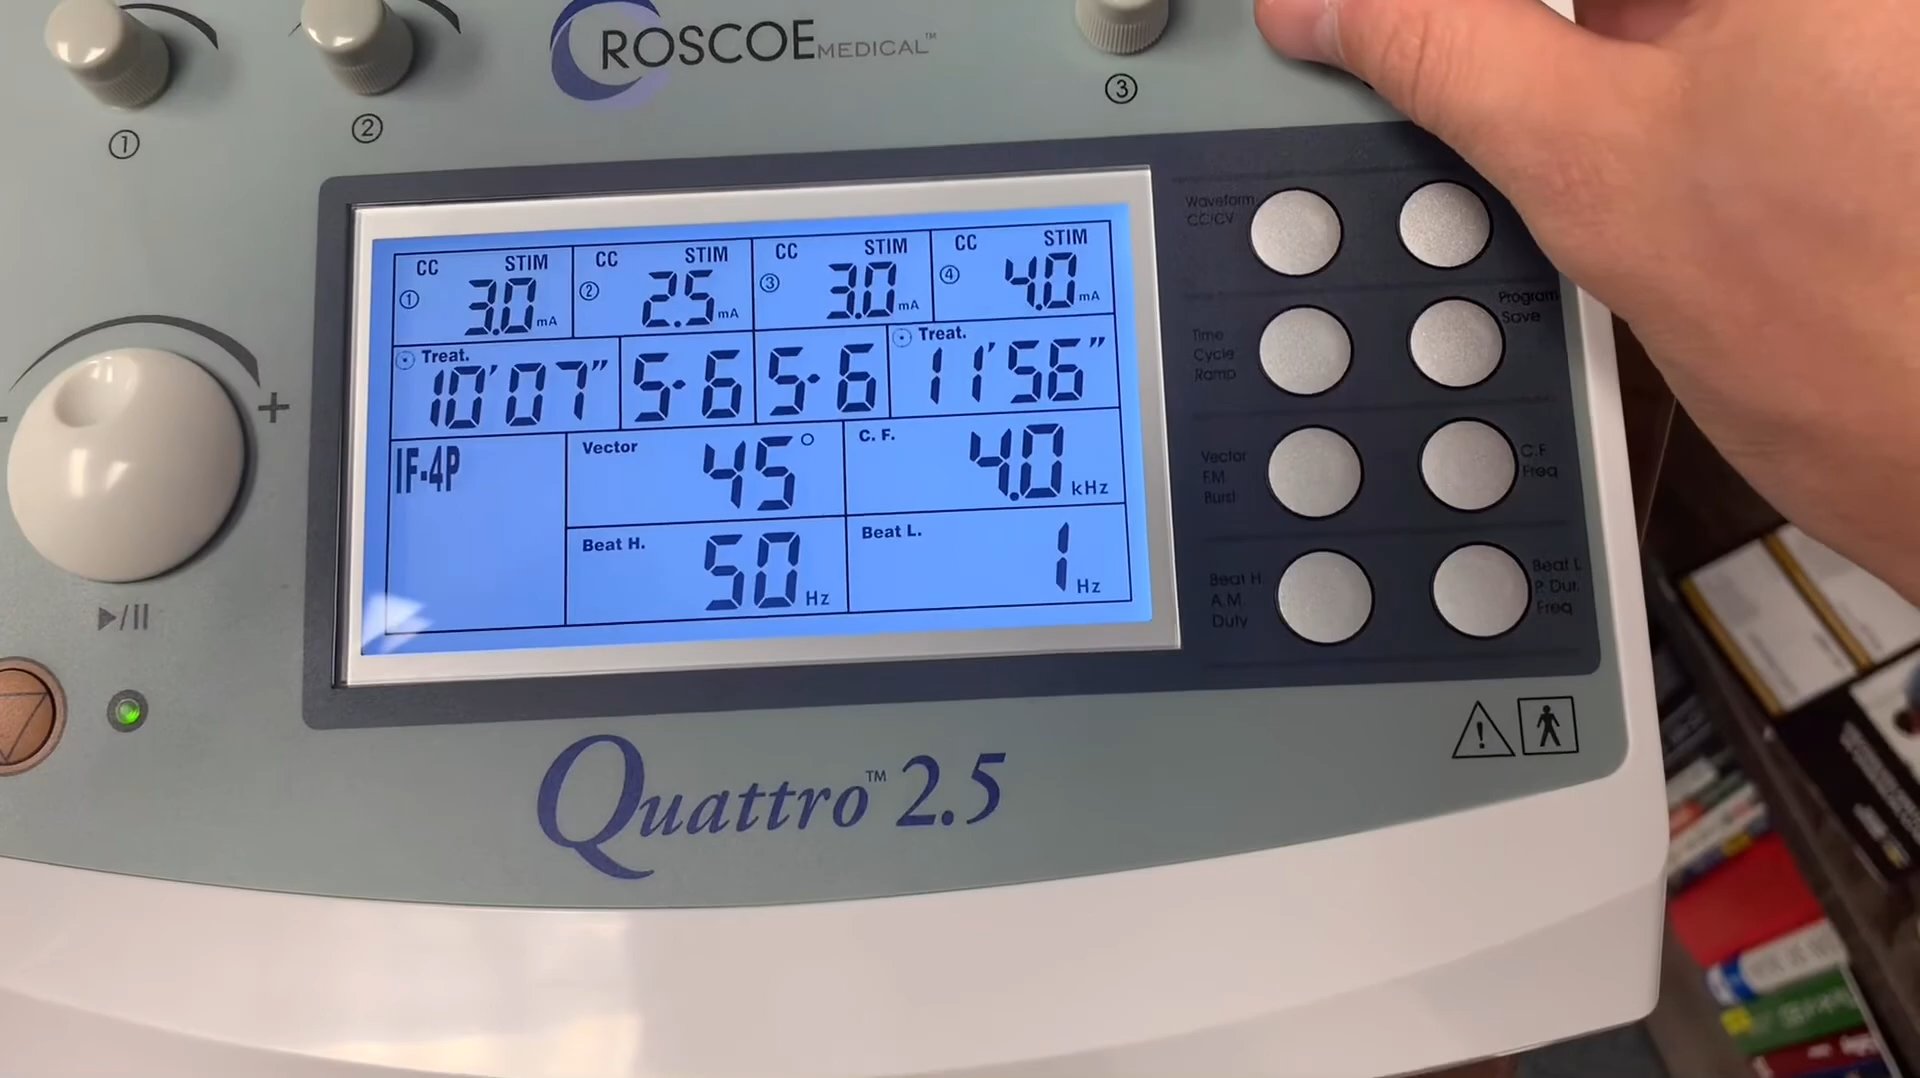 ROSCOE MEDICAL™
① ② ③
CC STIM ① 3.0 mA
CC STIM ② 2.5 mA
CC STIM ③ 3.0 mA
CC STIM ④ 4.0 mA
Treat. 10'07" 5-6 5-6 Treat. 11'56"
IF-4P
Vector 45°
C. F. 4.0 kHz
Beat H. 50 Hz
Beat L. 1 Hz
- +
▶/II
Waveform
CC/CV
Time
Cycle
Ramp
Program
Save
Vector
F.M.
Burst
C.F
Freq
Beat H.
A.M.
Duty
Beat L
P. Dur.
Freq
Quattro™ 2.5